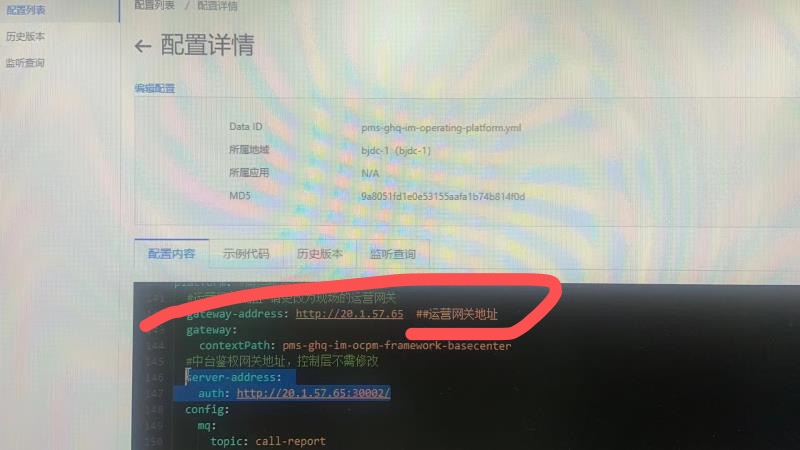 配置列表
历史版本
监听查询
配置列表 / 配置详情
← 配置详情
编辑配置
Data ID pms-ghq-im-operating-platform.yml
所属地域 bjdc-1（bjdc-1）
所属应用 N/A
MD5 9a8051fd1e0e53155aafa1b74b814f0d
配置内容 示例代码 历史版本 监听查询
platform:
请更改为现场的运营网关
gateway-address: http://20.1.57.65 ##运营网关地址
gateway:
144 contextPath: pms-ghq-im-ocpm-framework-basecenter
145 #中台鉴权网关地址，控制层不需修改
146 server-address:
147 auth: http://20.1.57.65:30002/
148 config:
149 mq:
150 topic: call-report